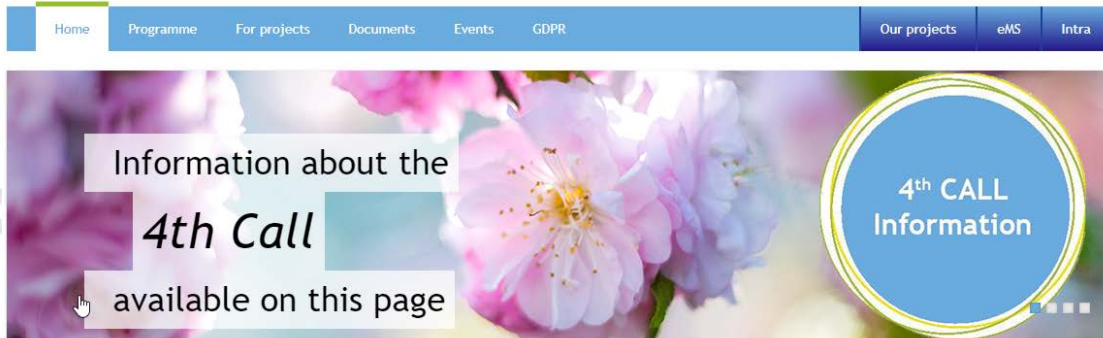 Home Programme For projects Documents Events GDPR Our projects eMS Intra
Information about the
4th Call
available on this page
4th CALL
Information